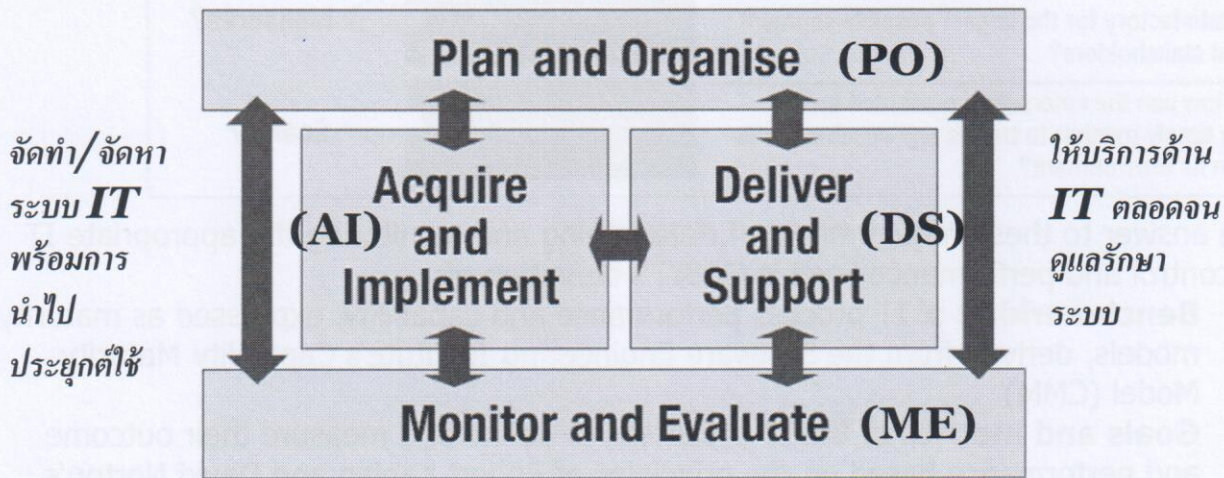 Plan and Organise (PO)
จัดทำ/จัดหา
ระบบ IT
พร้อมการ
นำไป
ประยุกต์ใช้
Acquire
and
Implement
(AI)
Deliver
and
Support
(DS)
ให้บริการด้าน
IT ตลอดจน
ดูแลรักษา
ระบบ
Monitor and Evaluate (ME)